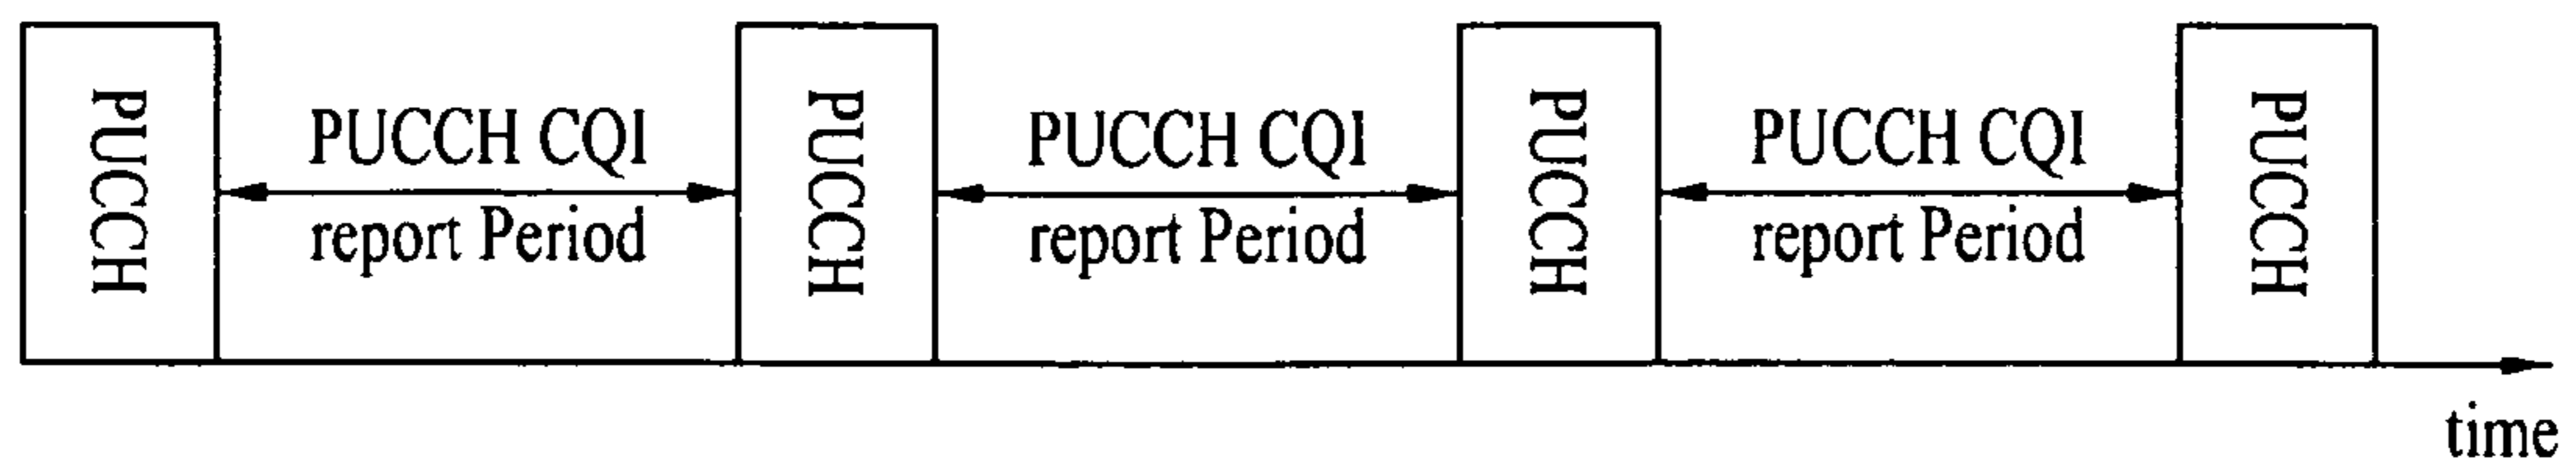 PUCCH
PUCCH CQI
report Period
PUCCH
PUCCH CQI
report Period
PUCCH
PUCCH CQI
report Period
PUCCH
time